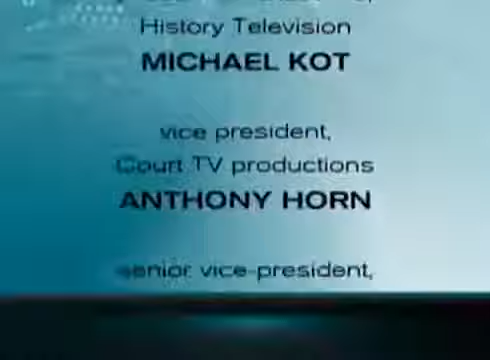 History Television
MICHAEL KOT
vice president,
Court TV productions
ANTHONY HORN
senior vice-president,